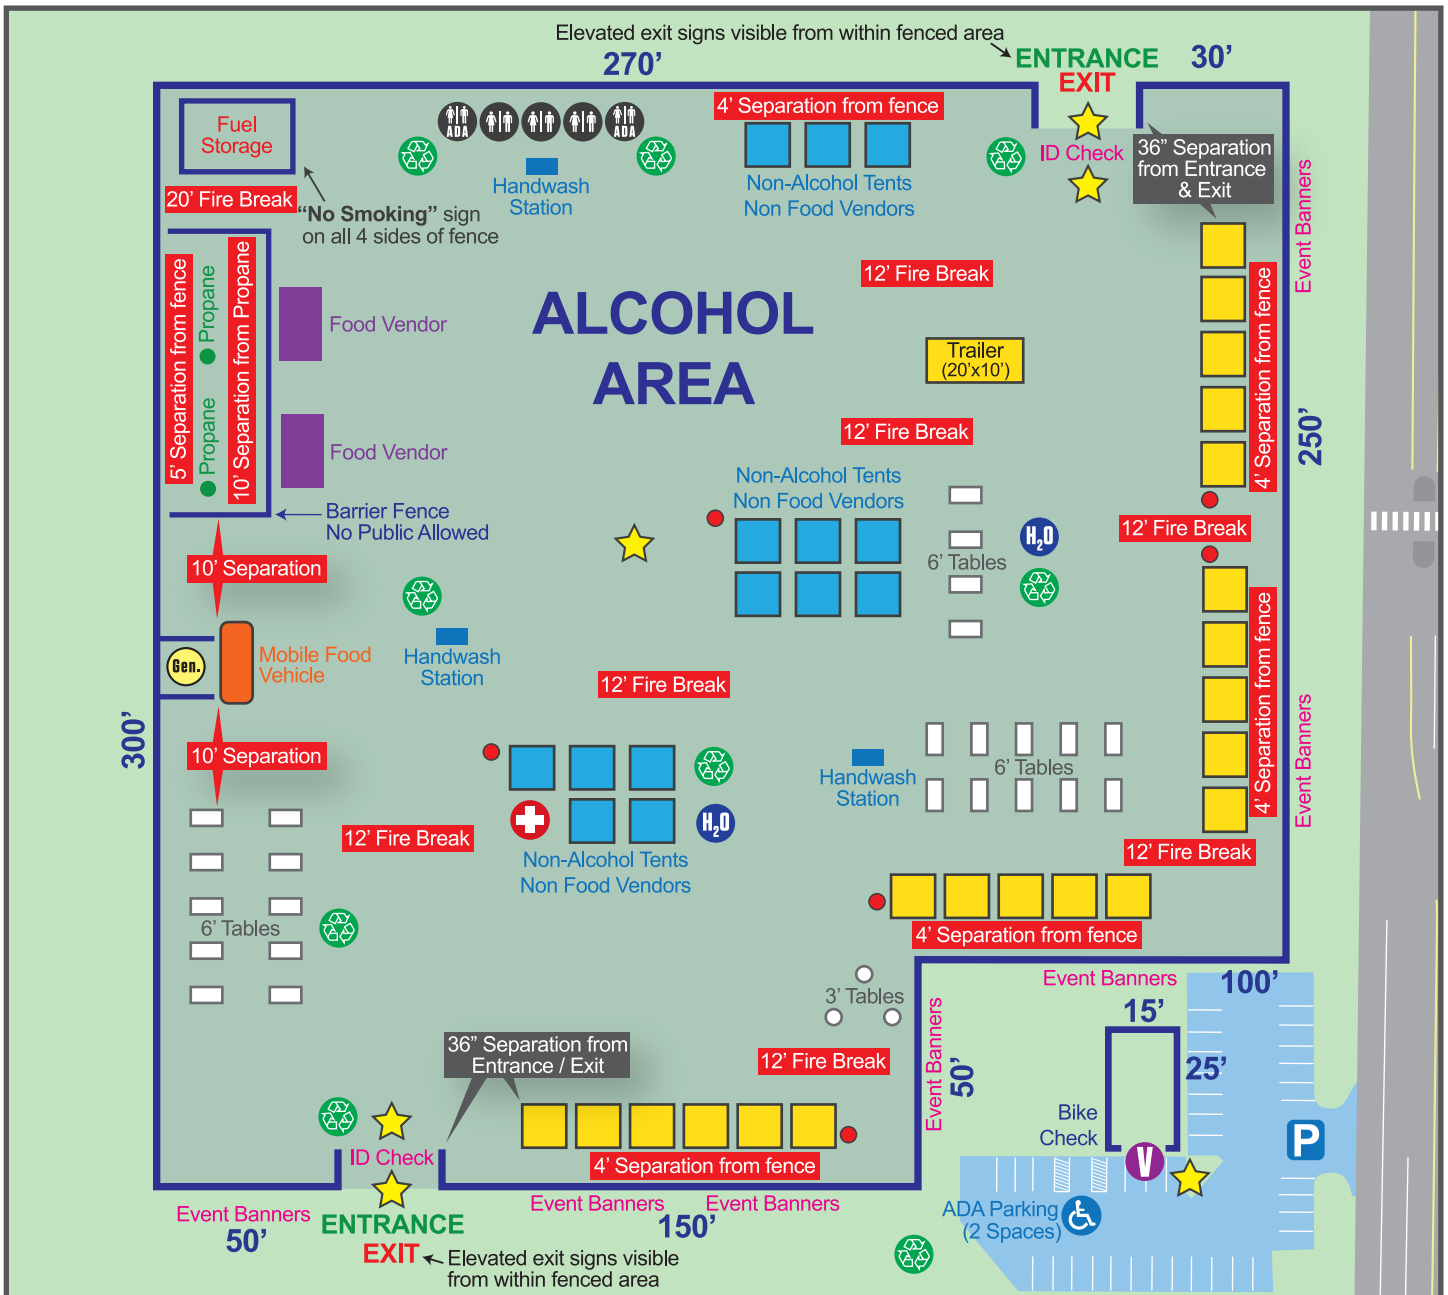 Elevated exit signs visible from within fenced area
ENTRANCE
EXIT
270’
30’
Fuel
Storage
ADA
ADA
4’ Separation from fence
ID Check
36” Separation
from Entrance
& Exit
Handwash
Station
Non-Alcohol Tents
Non Food Vendors
20’ Fire Break
“No Smoking” sign
on all 4 sides of fence
Event Banners
5’ Separation from fence
Propane
Propane
10’ Separation from Propane
Food Vendor
Food Vendor
ALCOHOL
AREA
12’ Fire Break
Trailer
(20’x10’)
12’ Fire Break
4’ Separation from fence
250’
Barrier Fence
No Public Allowed
Non-Alcohol Tents
Non Food Vendors
H2O
6’ Tables
12’ Fire Break
10’ Separation
Gen.
Mobile Food
Vehicle
Handwash
Station
12’ Fire Break
4’ Separation from fence
Event Banners
300’
10’ Separation
6’ Tables
Handwash
Station
12’ Fire Break
H2O
Non-Alcohol Tents
Non Food Vendors
12’ Fire Break
6’ Tables
4’ Separation from fence
3’ Tables
Event Banners
100’
15’
25’
Event Banners
50’
36” Separation from
Entrance / Exit
12’ Fire Break
Bike
Check
V
P
ID Check
4’ Separation from fence
ADA Parking
(2 Spaces)
Event Banners
50’
ENTRANCE
EXIT
Event Banners
Event Banners
150’
Elevated exit signs visible
from within fenced area